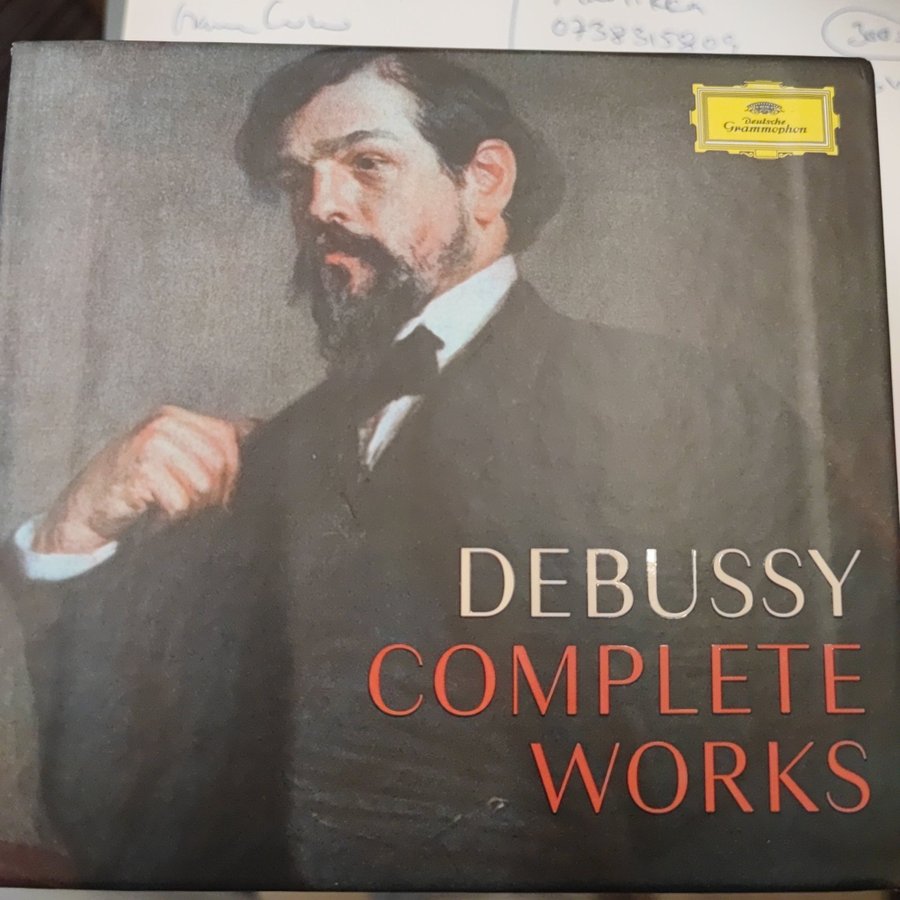 0738315809
Deutsche
Grammophon
DEBUSSY
COMPLETE
WORKS